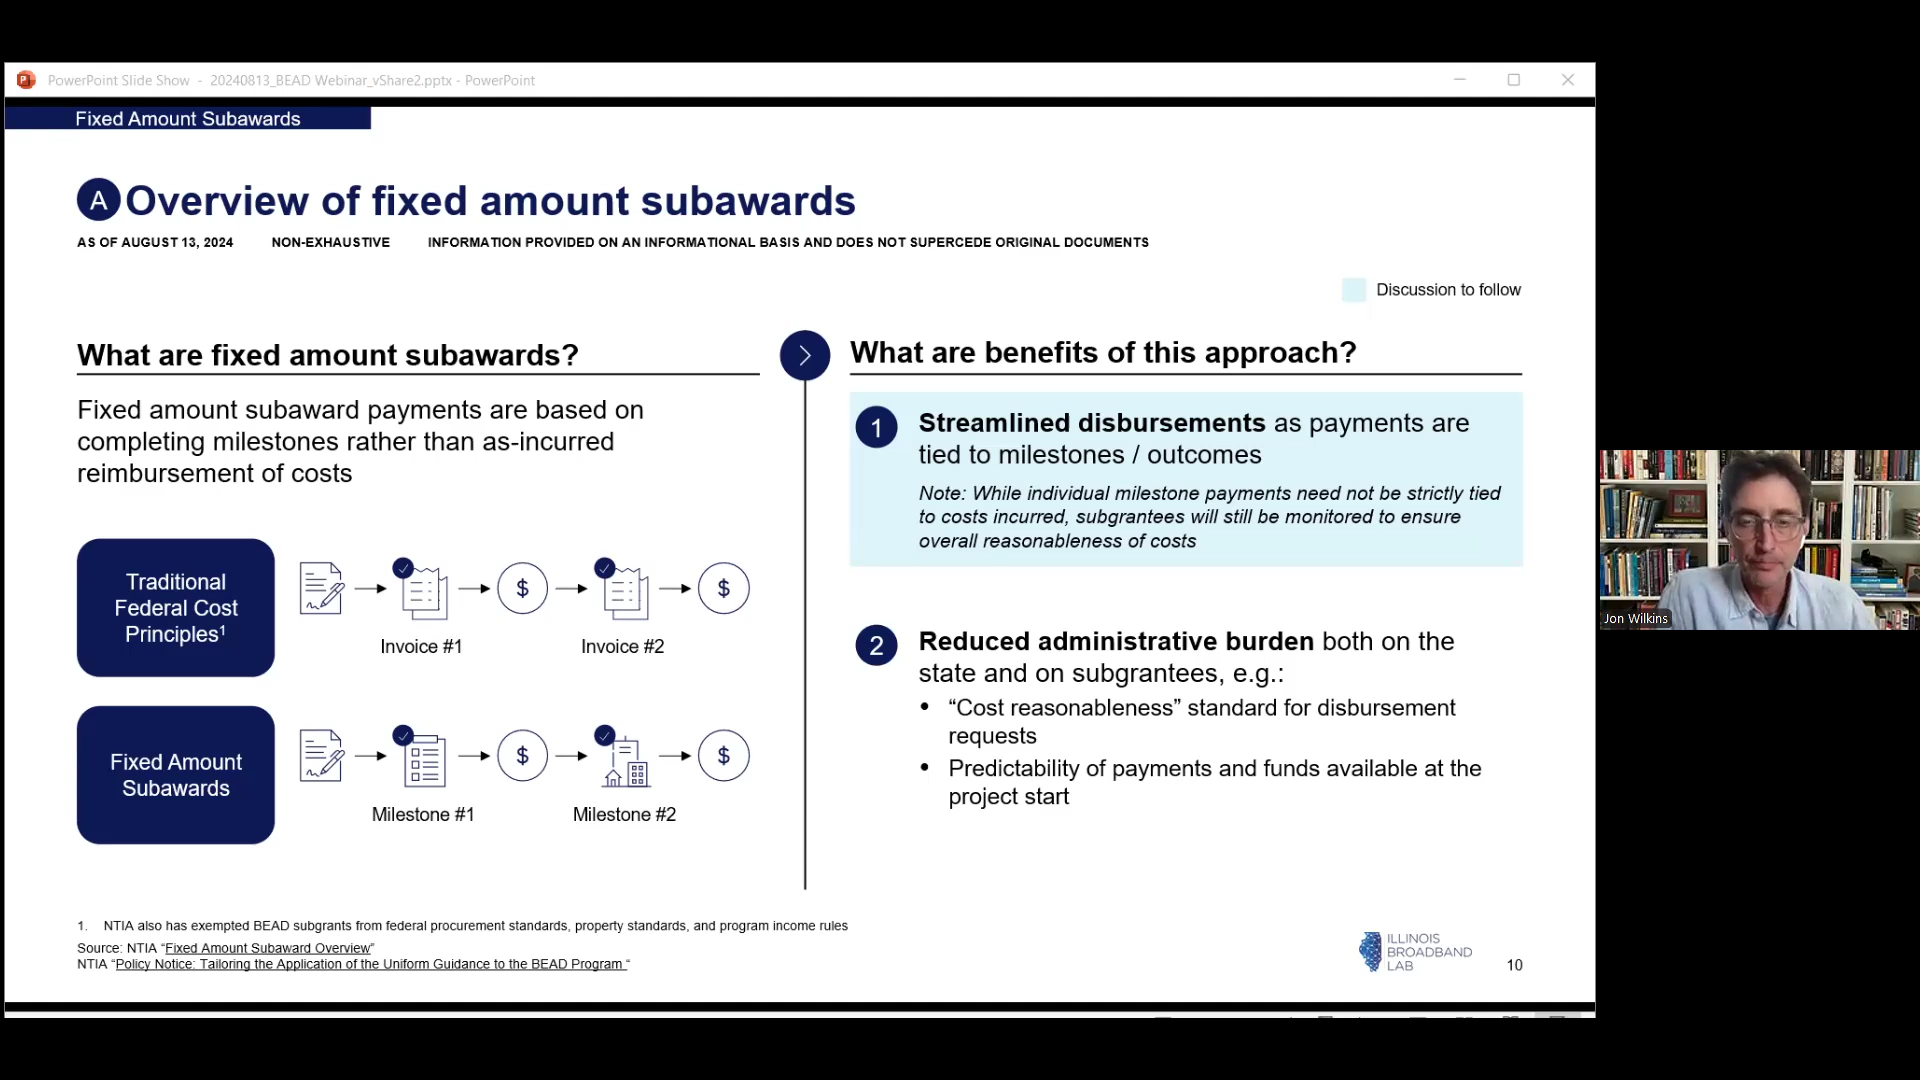 PowerPoint Slide Show - 20240813_BEAD Webinar_vShare2.pptx - PowerPoint
Fixed Amount Subawards
A Overview of fixed amount subawards
AS OF AUGUST 13, 2024 NON-EXHAUSTIVE INFORMATION PROVIDED ON AN INFORMATIONAL BASIS AND DOES NOT SUPERCEDE ORIGINAL DOCUMENTS
Discussion to follow
What are fixed amount subawards?
Fixed amount subaward payments are based on
completing milestones rather than as-incurred
reimbursement of costs
Traditional
Federal Cost
Principles¹
$
$
Invoice #1
Invoice #2
Fixed Amount
Subawards
$
$
Milestone #1
Milestone #2
What are benefits of this approach?
1 Streamlined disbursements as payments are
tied to milestones / outcomes
Note: While individual milestone payments need not be strictly tied
to costs incurred, subgrantees will still be monitored to ensure
overall reasonableness of costs
2 Reduced administrative burden both on the
state and on subgrantees, e.g.:
• “Cost reasonableness” standard for disbursement
requests
• Predictability of payments and funds available at the
project start
1. NTIA also has exempted BEAD subgrants from federal procurement standards, property standards, and program income rules
Source: NTIA “Fixed Amount Subaward Overview”
NTIA “Policy Notice: Tailoring the Application of the Uniform Guidance to the BEAD Program “
ILLINOIS
BROADBAND
LAB
10
Jon Wilkins